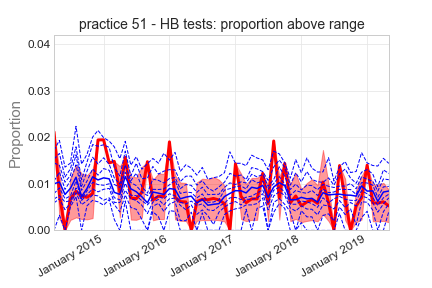 practice 51 - HB tests: proportion above range
0.04
0.03
0.02
0.01
0.00
Proportion
January 2015
January 2016
January 2017
January 2018
January 2019